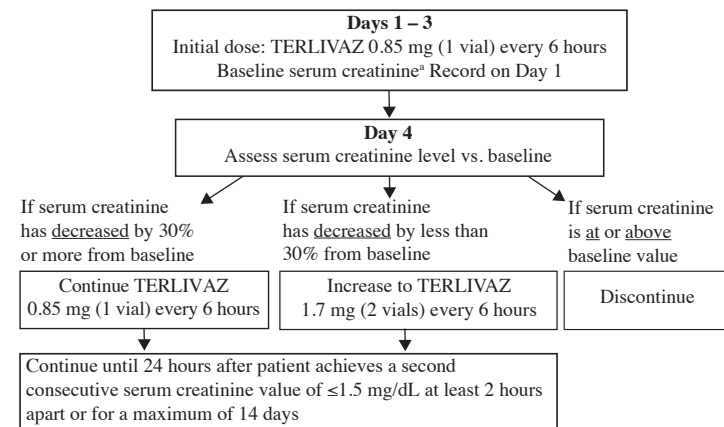 Days 1 – 3
Initial dose: TERLIVAZ 0.85 mg (1 vial) every 6 hours
Baseline serum creatinineª Record on Day 1
Day 4
Assess serum creatinine level vs. baseline
If serum creatinine
has decreased by 30%
or more from baseline
If serum creatinine
has decreased by less than
30% from baseline
If serum creatinine
is at or above
baseline value
Continue TERLIVAZ
0.85 mg (1 vial) every 6 hours
Increase to TERLIVAZ
1.7 mg (2 vials) every 6 hours
Discontinue
Continue until 24 hours after patient achieves a second
consecutive serum creatinine value of ≤1.5 mg/dL at least 2 hours
apart or for a maximum of 14 days